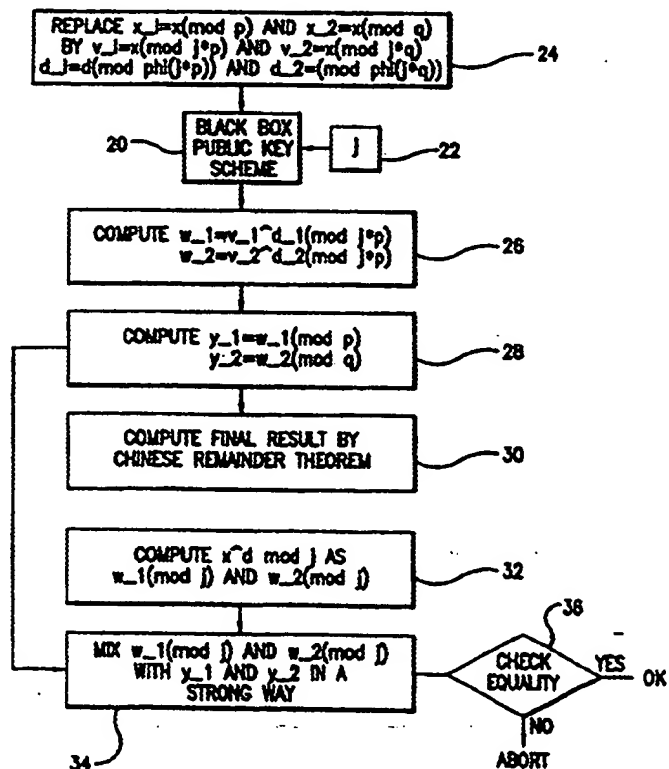 REPLACE x_i=x(mod p) AND x_2=x(mod q)
BY v_i=x(mod j*p) AND v_2=x(mod j*q)
d_i=d(mod phi(j*p)) AND d_2=(mod phi(j*q))
24
20
BLACK BOX
PUBLIC KEY
SCHEME
j
22
COMPUTE w_1=v_1^d_1(mod j*p)
w_2=v_2^d_2(mod j*p)
26
COMPUTE y_1=w_1(mod p)
y_2=w_2(mod q)
28
COMPUTE FINAL RESULT BY
CHINESE REMAINDER THEOREM
30
COMPUTE x^d mod j AS
w_1(mod j) AND w_2(mod j)
32
MIX w_1(mod j) AND w_2(mod j)
WITH y_1 AND y_2 IN A
STRONG WAY
34
36
CHECK
EQUALITY
YES
OK
NO
ABORT